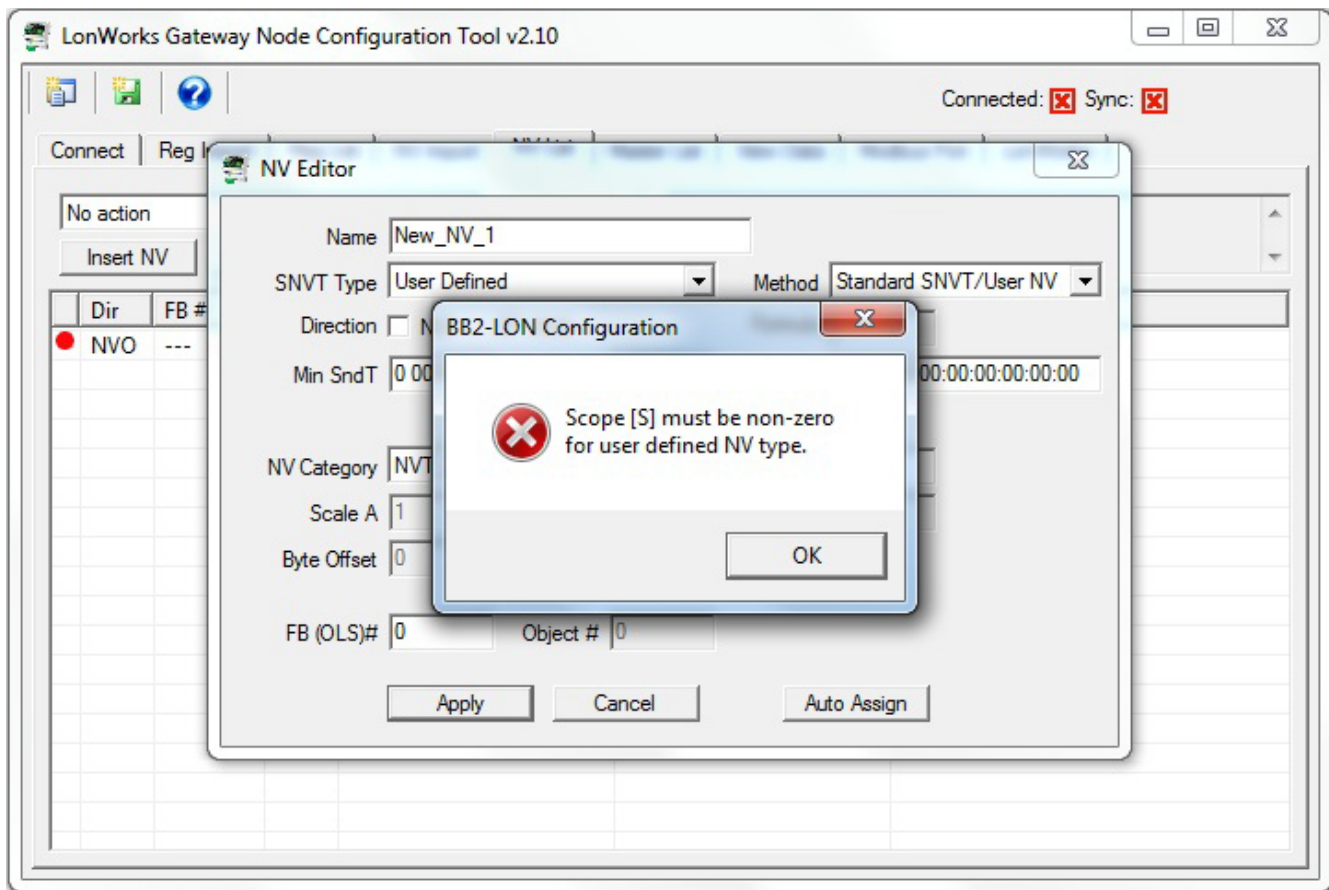 LonWorks Gateway Node Configuration Tool v2.10
Connected: Sync:
Connect Reg
NV Editor
No action
Insert NV
Name New_NV_1
SNVT Type User Defined Method Standard SNVT/User NV
Dir FB #
Direction N
BB2-LON Configuration
NVO ---
Min SndT 0 00
00:00:00:00:00:00
Scope [S] must be non-zero
for user defined NV type.
NV Category NVT
Scale A 1
Byte Offset 0
OK
FB (OLS)# 0 Object # 0
Apply Cancel Auto Assign